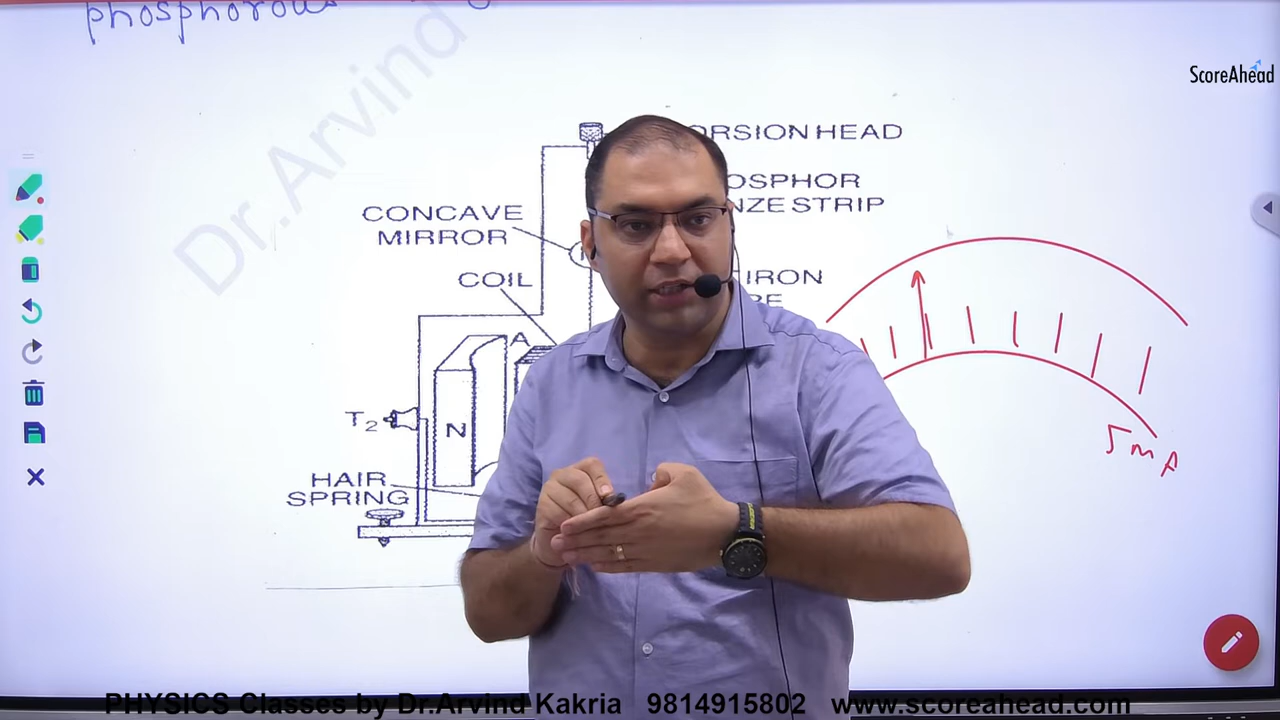 phosphorous
Dr.Arvind
ScoreAhead
ORSION HEAD
OSPHOR
NZE STRIP
CONCAVE
MIRROR
COIL
IRON
RE
A
T2
N
HAIR
SPRING
5mA
PHYSICS Classes by Dr.Arvind Kakria 9814915802 www.scoreahead.com